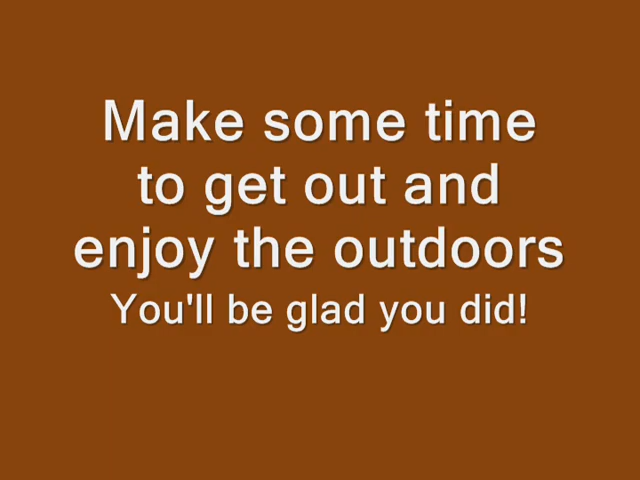 Make some time
to get out and
enjoy the outdoors
You'll be glad you did!